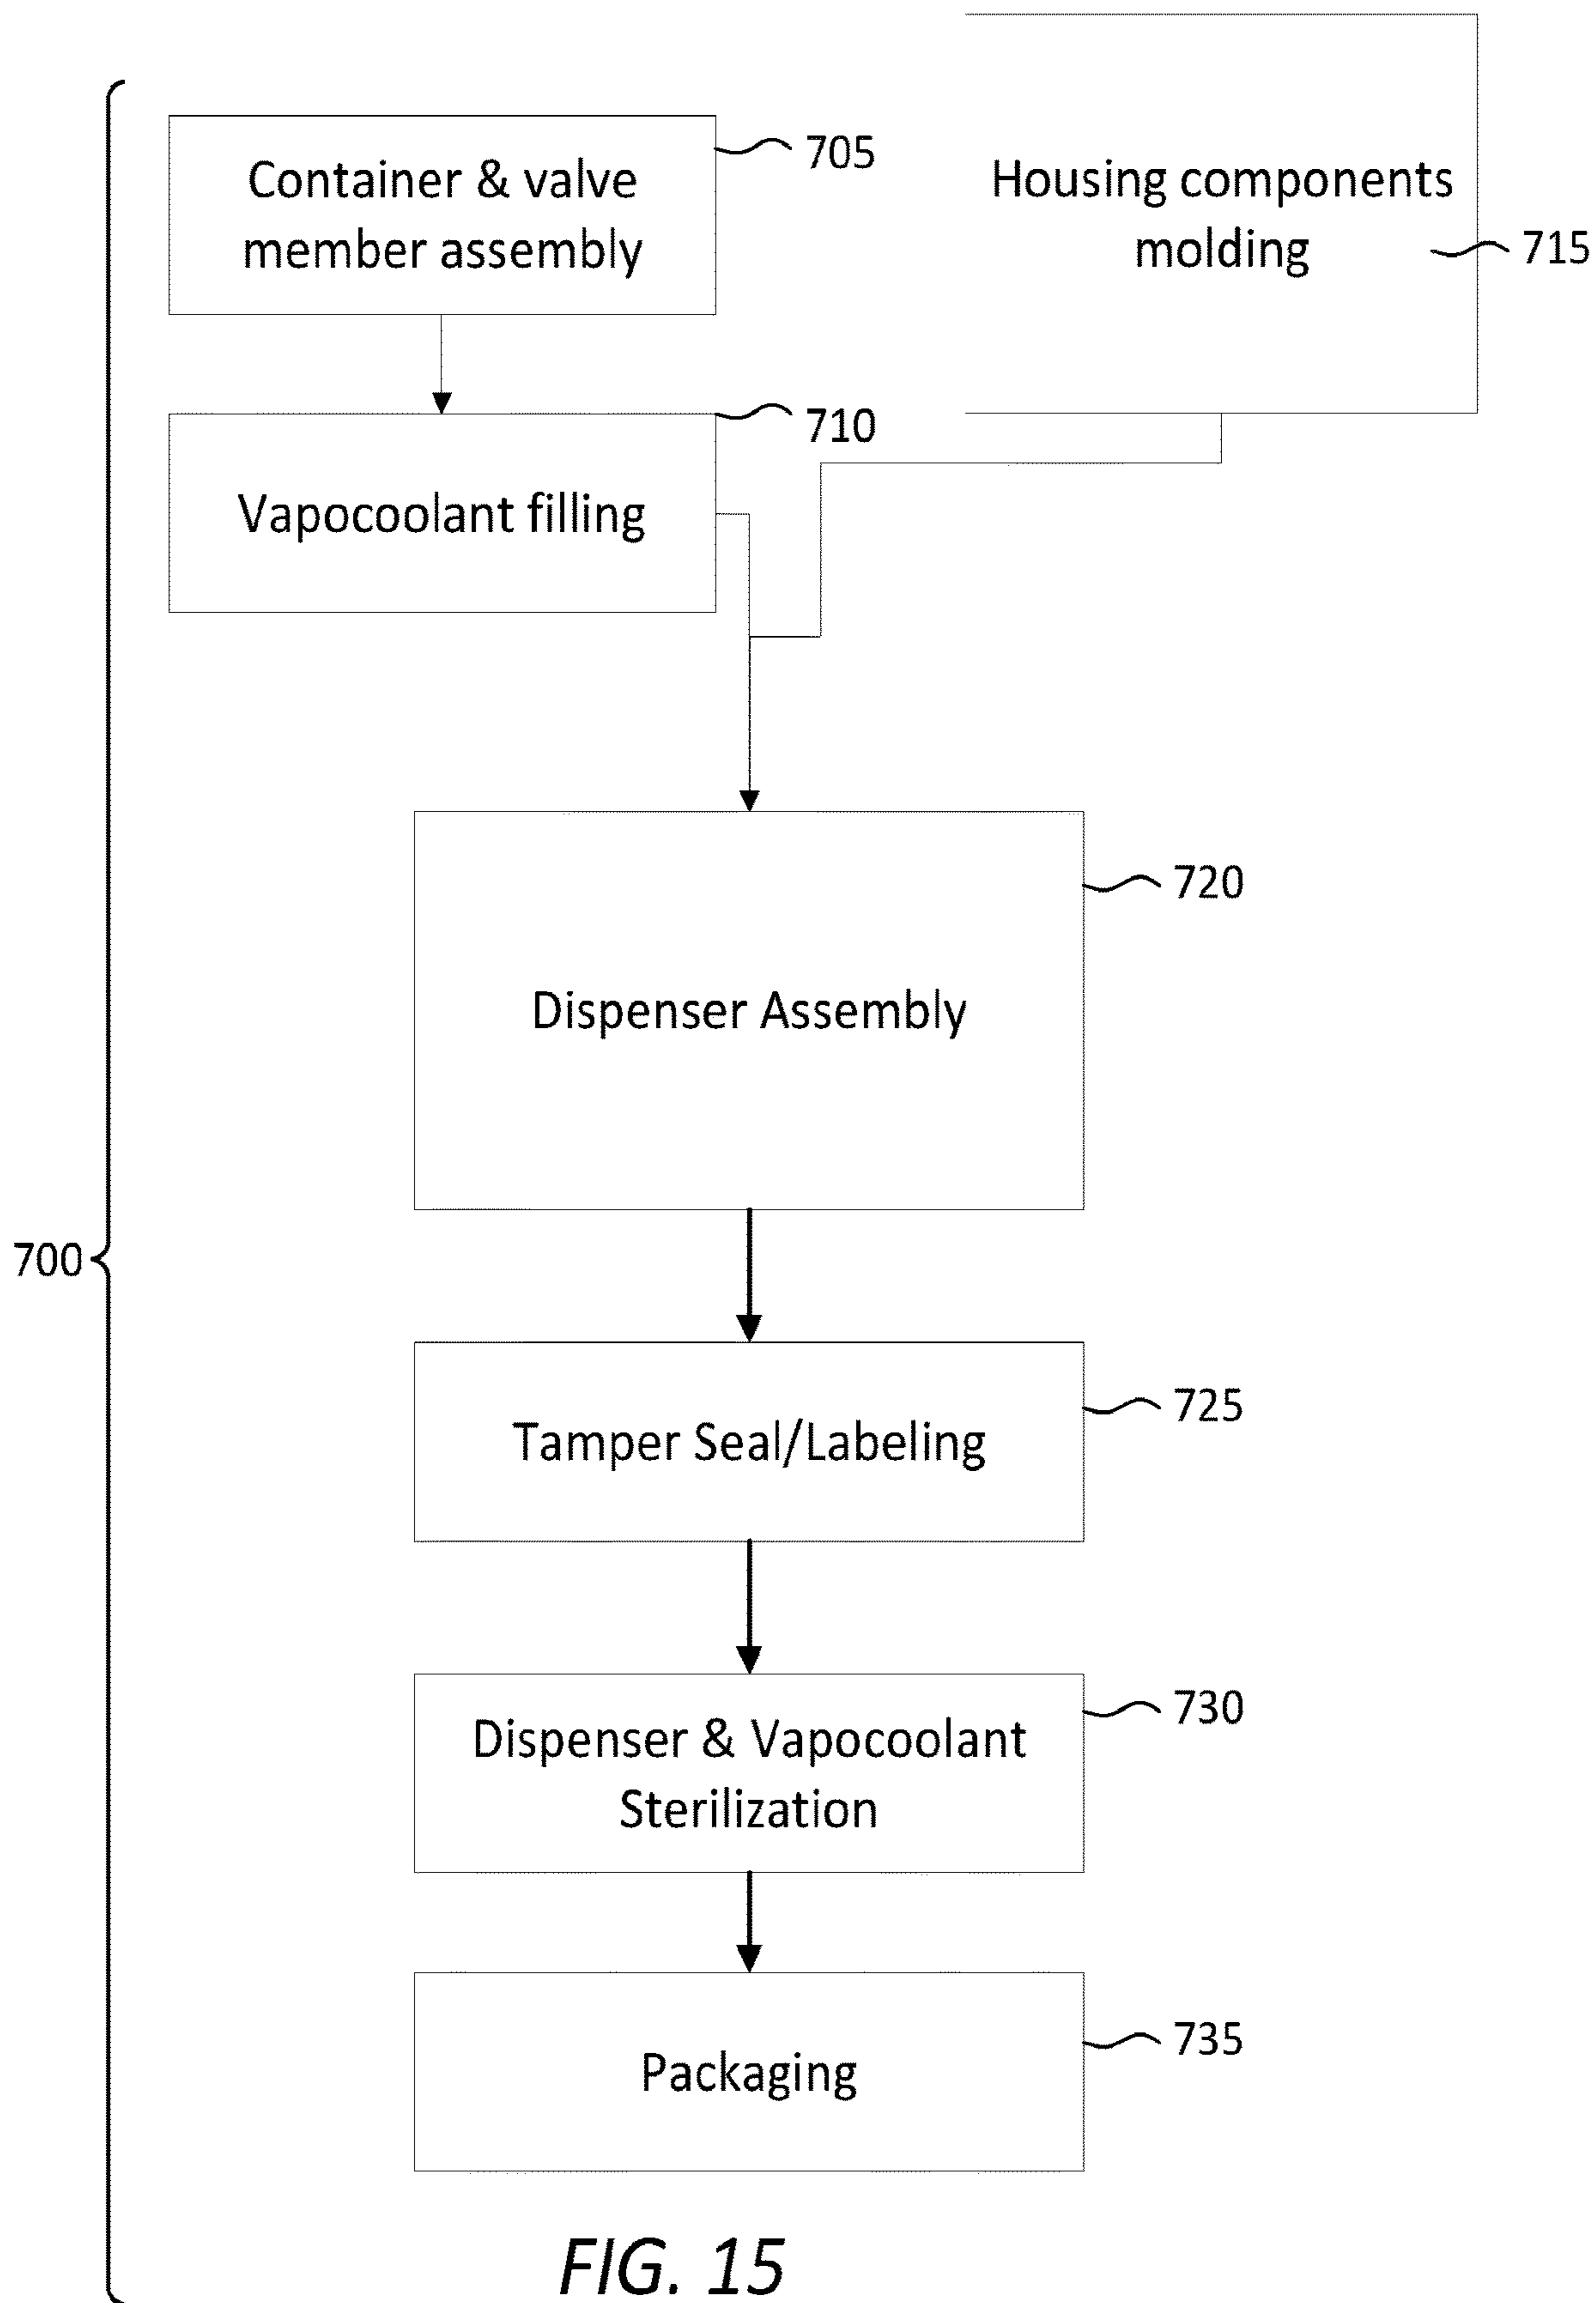 Container & valve
member assembly
705
Housing components
molding
715
Vapocoolant filling
710
Dispenser Assembly
720
700
Tamper Seal/Labeling
725
Dispenser & Vapocoolant
Sterilization
730
Packaging
735
FIG. 15